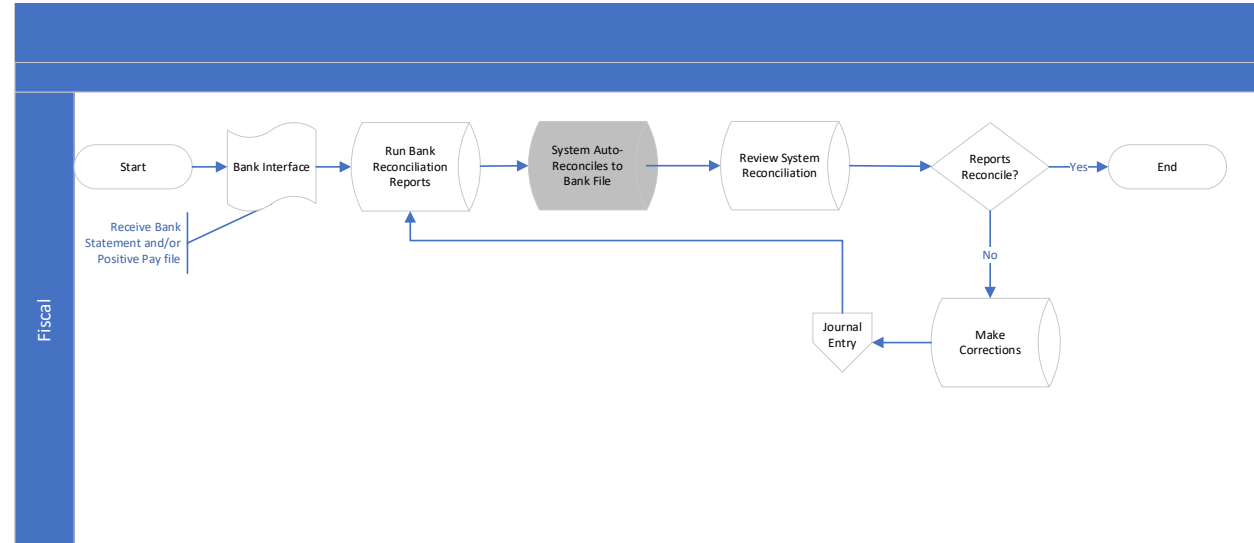 Start
Bank Interface
Run Bank
Reconciliation
Reports
System Auto-
Reconciles to
Bank File
Review System
Reconciliation
Reports
Reconcile?
Yes
End
Receive Bank
Statement and/or
Positive Pay file
No
Fiscal
Journal
Entry
Make
Corrections